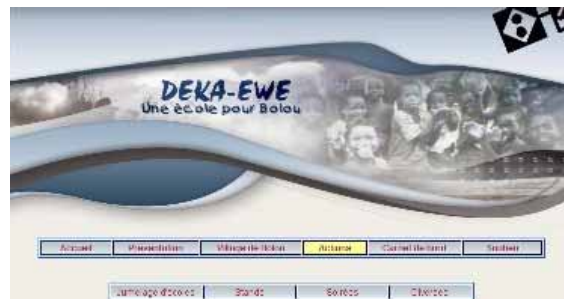 DEKA-EWE
Une école pour Bolou
Accueil Présentation Village de Bolou Actions Carnet de bord Soutien
Jumelage d'écoles Stands Soirées Diverses